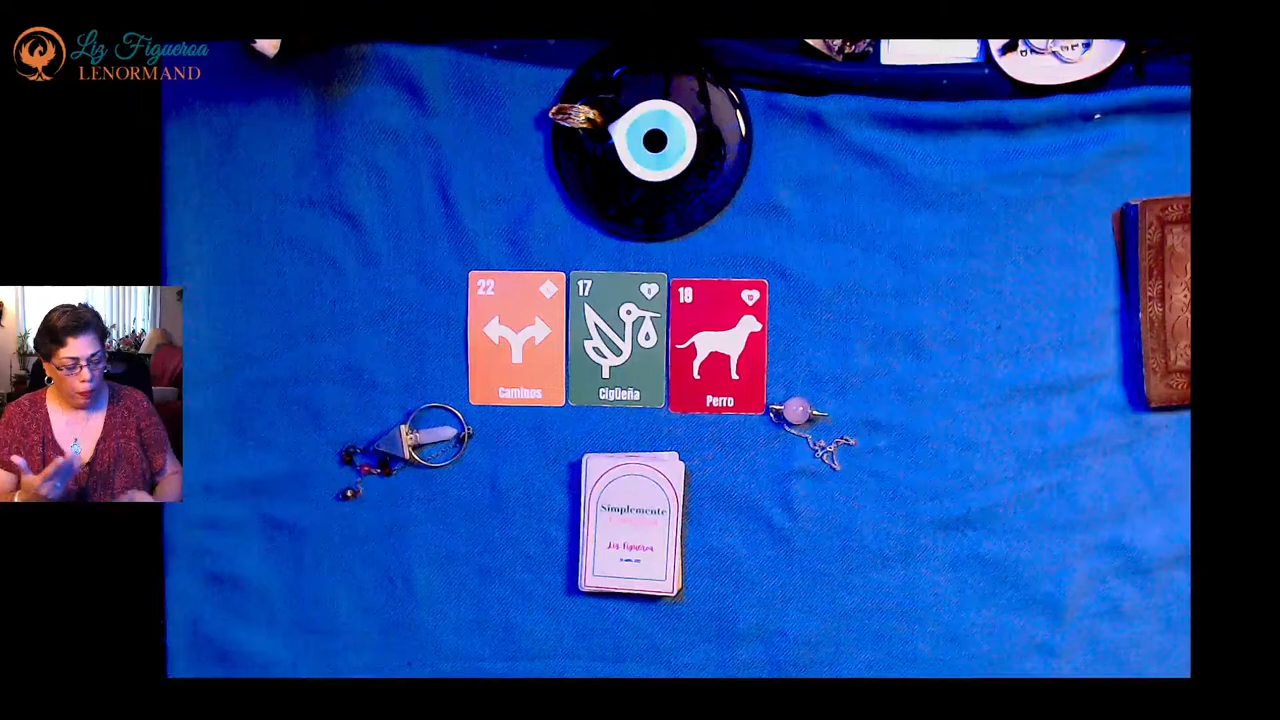 Liz Figueroa
LENORMAND
22
Caminos
17
Cigüeña
18
Perro
Simplemente
Liz Figueroa